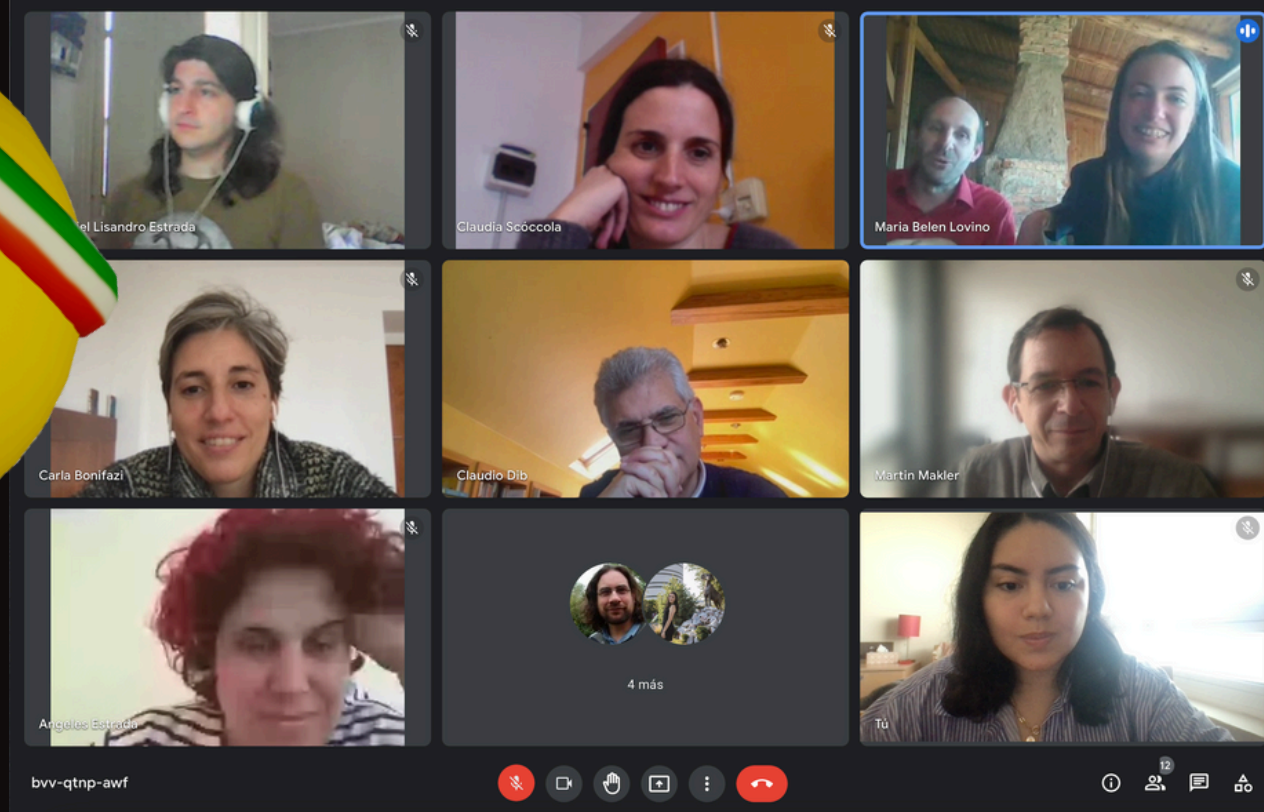 el Lisandro Estrada
Claudia Scóccola
Maria Belen Lovino
Carla Bonifazi
Claudio Dib
Martin Makler
Angeles Estrada
4 más
Tú
bvv-qtnp-awf
12